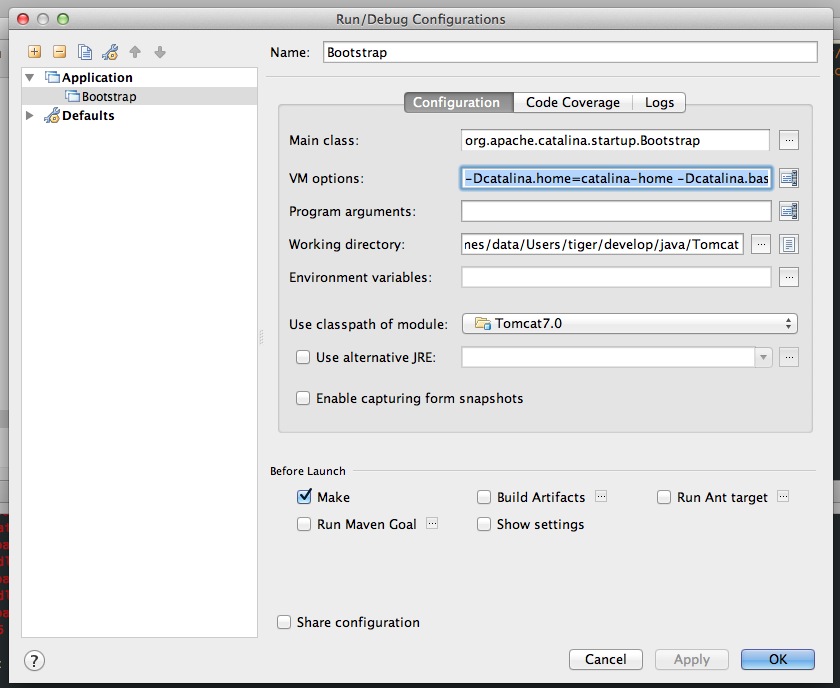 Run/Debug Configurations
Name: Bootstrap
Application
Bootstrap
Defaults
Configuration Code Coverage Logs
Main class: org.apache.catalina.startup.Bootstrap
VM options: -Dcatalina.home=catalina-home -Dcatalina.bas
Program arguments:
Working directory: nes/data/Users/tiger/develop/java/Tomcat
Environment variables:
Use classpath of module: Tomcat7.0
Use alternative JRE:
Enable capturing form snapshots
Before Launch
Make Build Artifacts Run Ant target
Run Maven Goal Show settings
Share configuration
? Cancel Apply OK